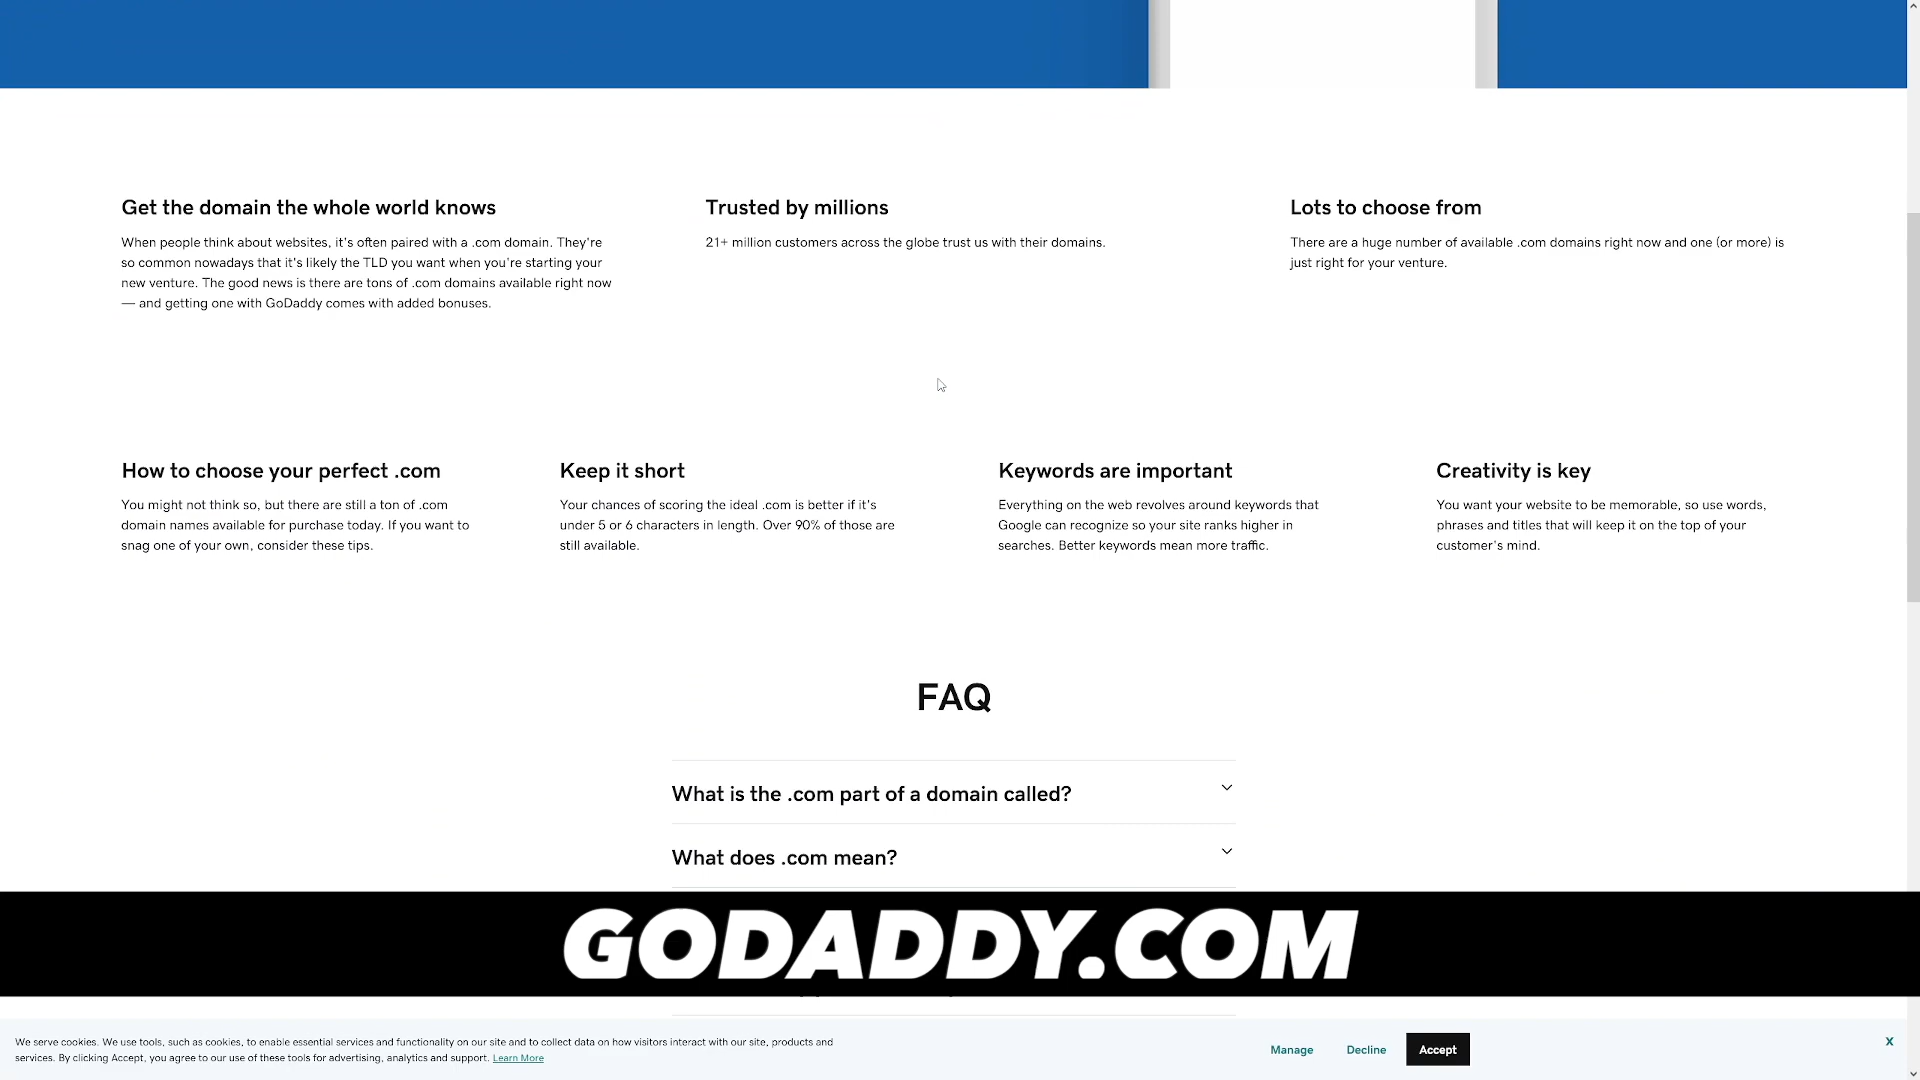 Get the domain the whole world knows
When people think about websites, it's often paired with a .com domain. They're
so common nowadays that it's likely the TLD you want when you're starting your
new venture. The good news is there are tons of .com domains available right now
— and getting one with GoDaddy comes with added bonuses.
Trusted by millions
21+ million customers across the globe trust us with their domains.
Lots to choose from
There are a huge number of available .com domains right now and one (or more) is
just right for your venture.
How to choose your perfect .com
You might not think so, but there are still a ton of .com
domain names available for purchase today. If you want to
snag one of your own, consider these tips.
Keep it short
Your chances of scoring the ideal .com is better if it's
under 5 or 6 characters in length. Over 90% of those are
still available.
Keywords are important
Everything on the web revolves around keywords that
Google can recognize so your site ranks higher in
searches. Better keywords mean more traffic.
Creativity is key
You want your website to be memorable, so use words,
phrases and titles that will keep it on the top of your
customer's mind.
FAQ
What is the .com part of a domain called?
What does .com mean?
GODADDY.COM
We serve cookies. We use tools, such as cookies, to enable essential services and functionality on our site and to collect data on how visitors interact with our site, products and
services. By clicking Accept, you agree to our use of these tools for advertising, analytics and support. Learn More
Manage
Decline
Accept
X